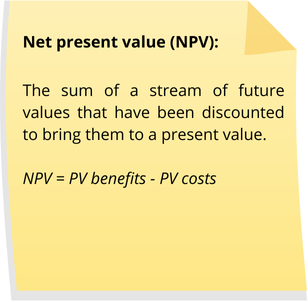 Net present value (NPV):
The sum of a stream of future
values that have been discounted
to bring them to a present value.
NPV = PV benefits - PV costs